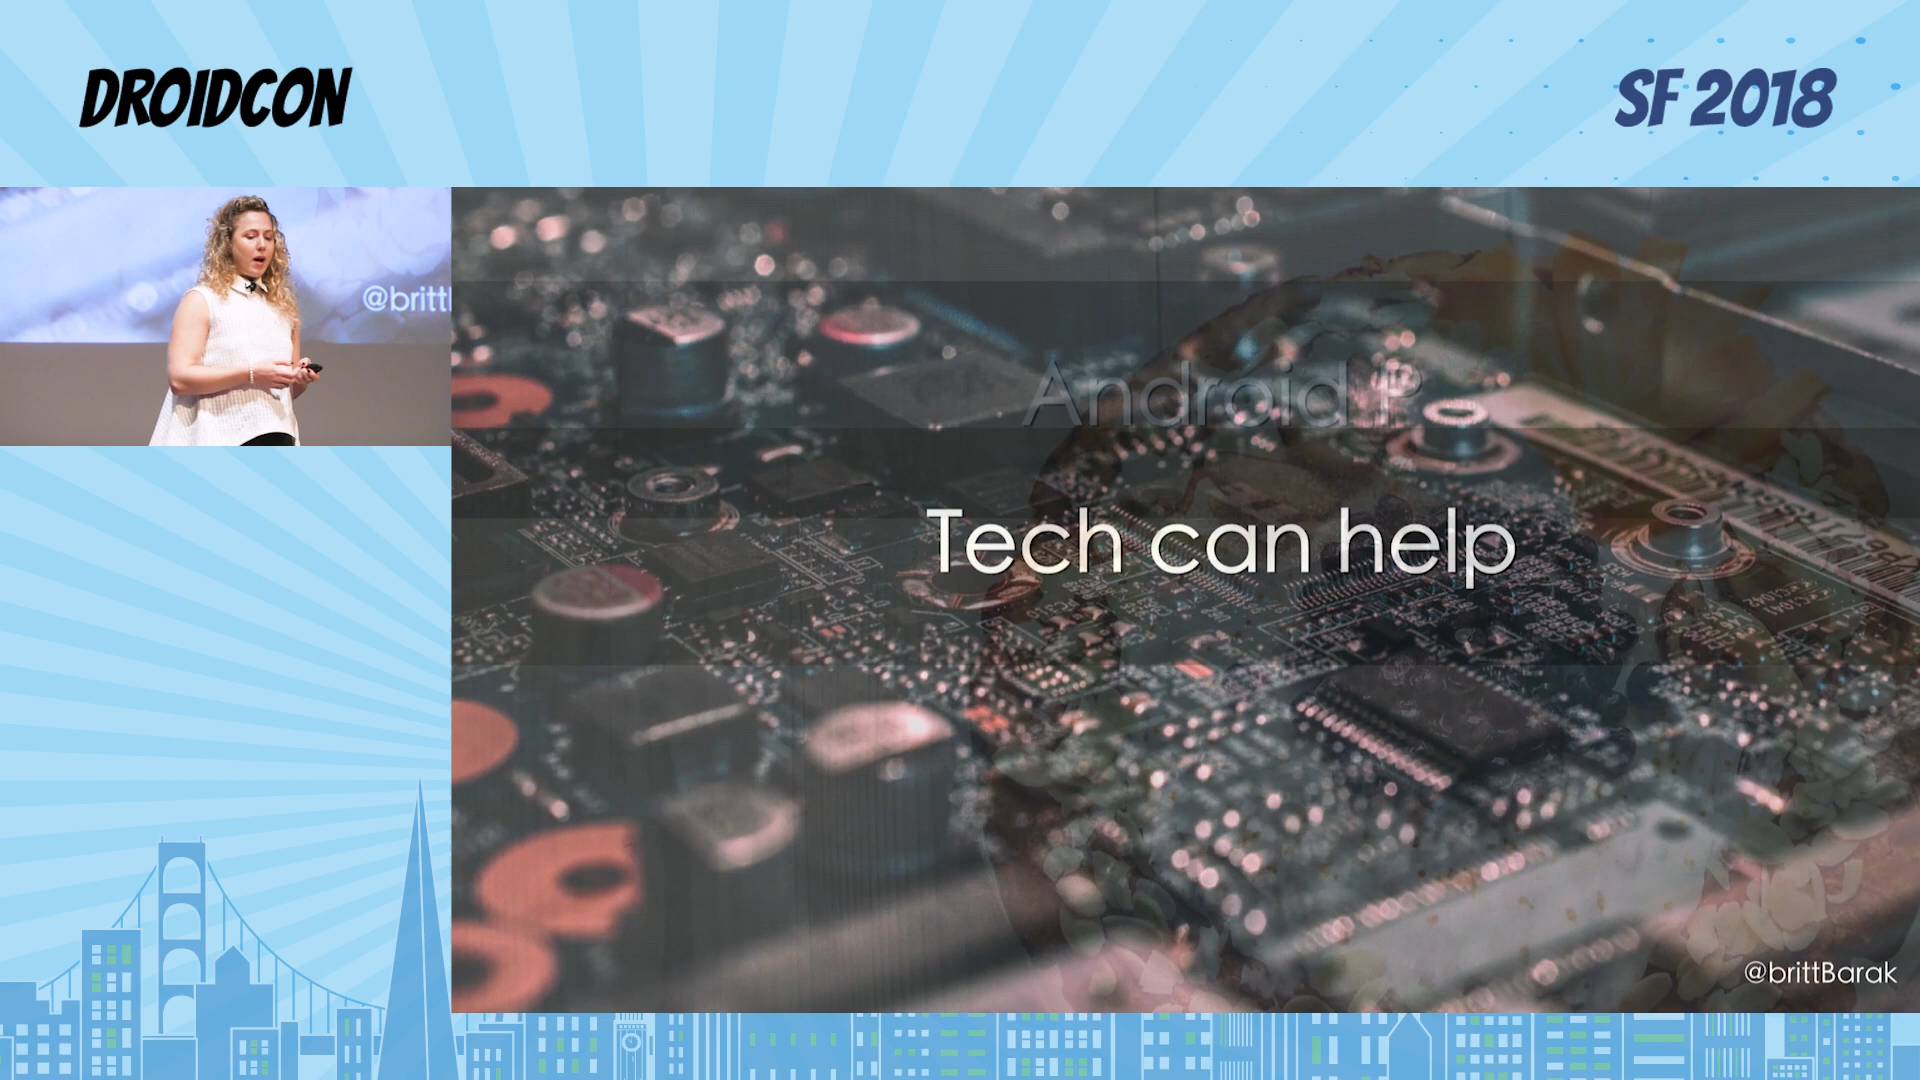 DROIDCON
SF 2018
@britt
Android P
Tech can help
@brittBarak